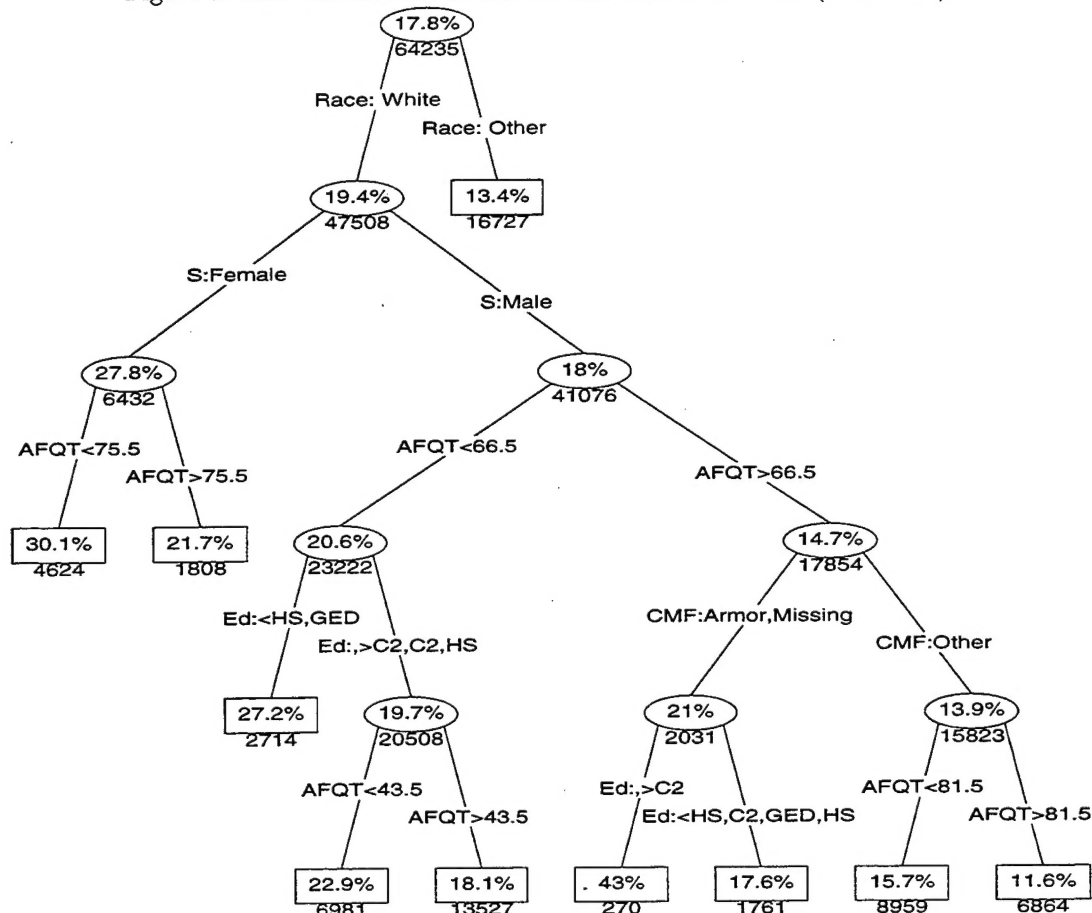 17.8%
64235
Race: White
Race: Other
19.4%
47508
13.4%
16727
S:Female
S:Male
27.8%
6432
18%
41076
AFQT<75.5
AFQT>75.5
AFQT<66.5
AFQT>66.5
30.1%
4624
21.7%
1808
20.6%
23222
14.7%
17854
Ed:<HS,GED
Ed:,>C2,C2,HS
CMF:Armor,Missing
CMF:Other
27.2%
2714
19.7%
20508
21%
2031
13.9%
15823
AFQT<43.5
AFQT>43.5
Ed:,>C2
Ed:<HS,C2,GED,HS
AFQT<81.5
AFQT>81.5
22.9%
6981
18.1%
13527
43%
270
17.6%
1761
15.7%
8959
11.6%
6864